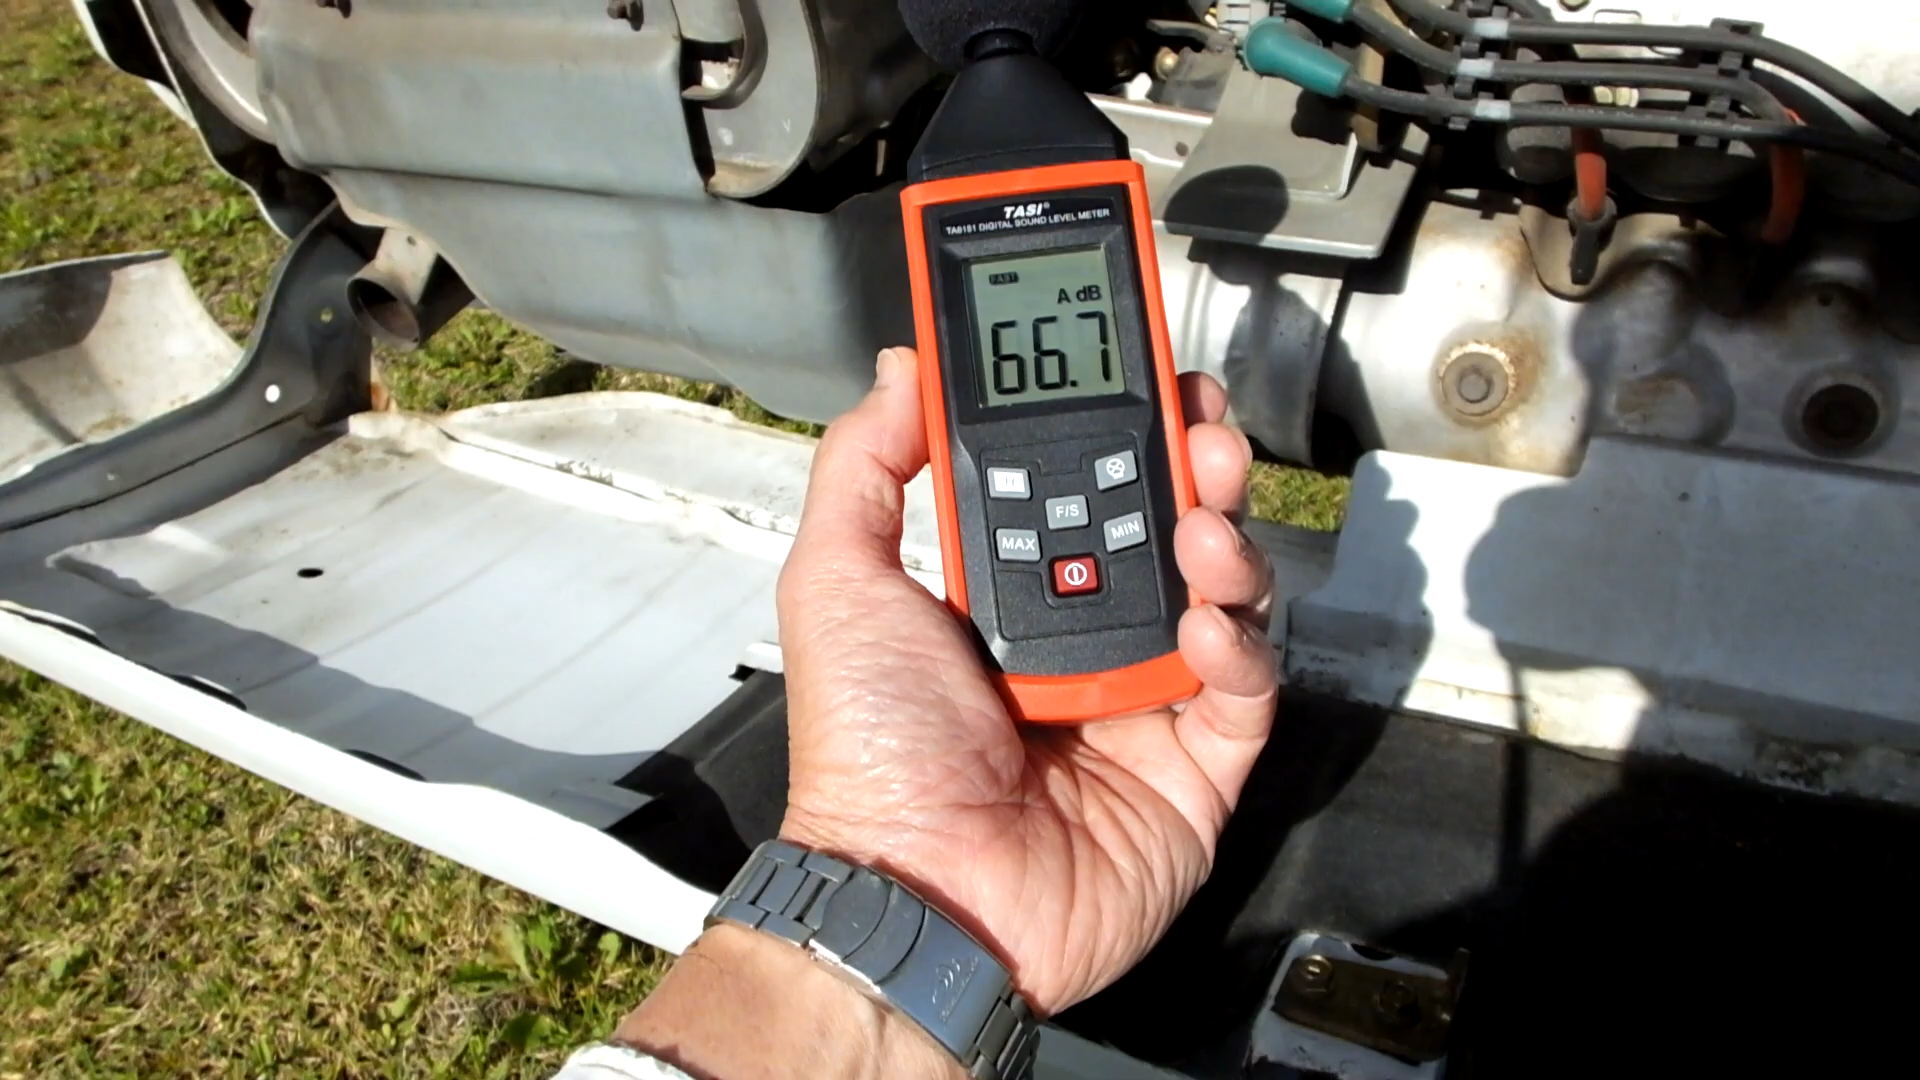 TASI®
TA8151 DIGITAL SOUND LEVEL METER
FAST
A dB
66.7
F/S
MAX
MIN